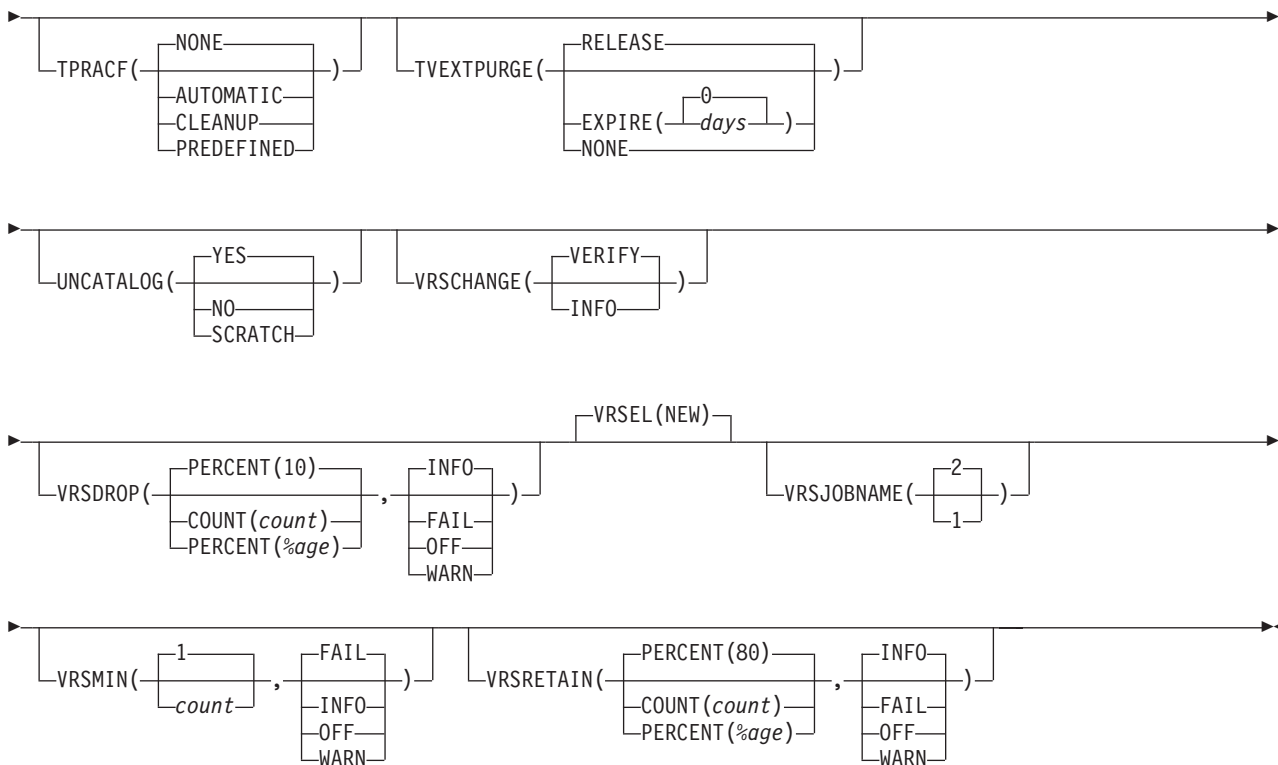 NONE
TPRACF( )
AUTOMATIC
CLEANUP
PREDEFINED
RELEASE
TVEXTPURGE( )
0
EXPIRE( days )
NONE
YES
UNCATALOG( )
NO
SCRATCH
VERIFY
VRSCHANGE( )
INFO
PERCENT(10) INFO
VRSDROP( , )
COUNT(count) FAIL
PERCENT(%age) OFF
WARN
VRSEL(NEW)
2
VRSJOBNAME( )
1
1 FAIL
VRSMIN( , )
count INFO
OFF
WARN
PERCENT(80) INFO
VRSRETAIN( , )
COUNT(count) FAIL
PERCENT(%age) OFF
WARN